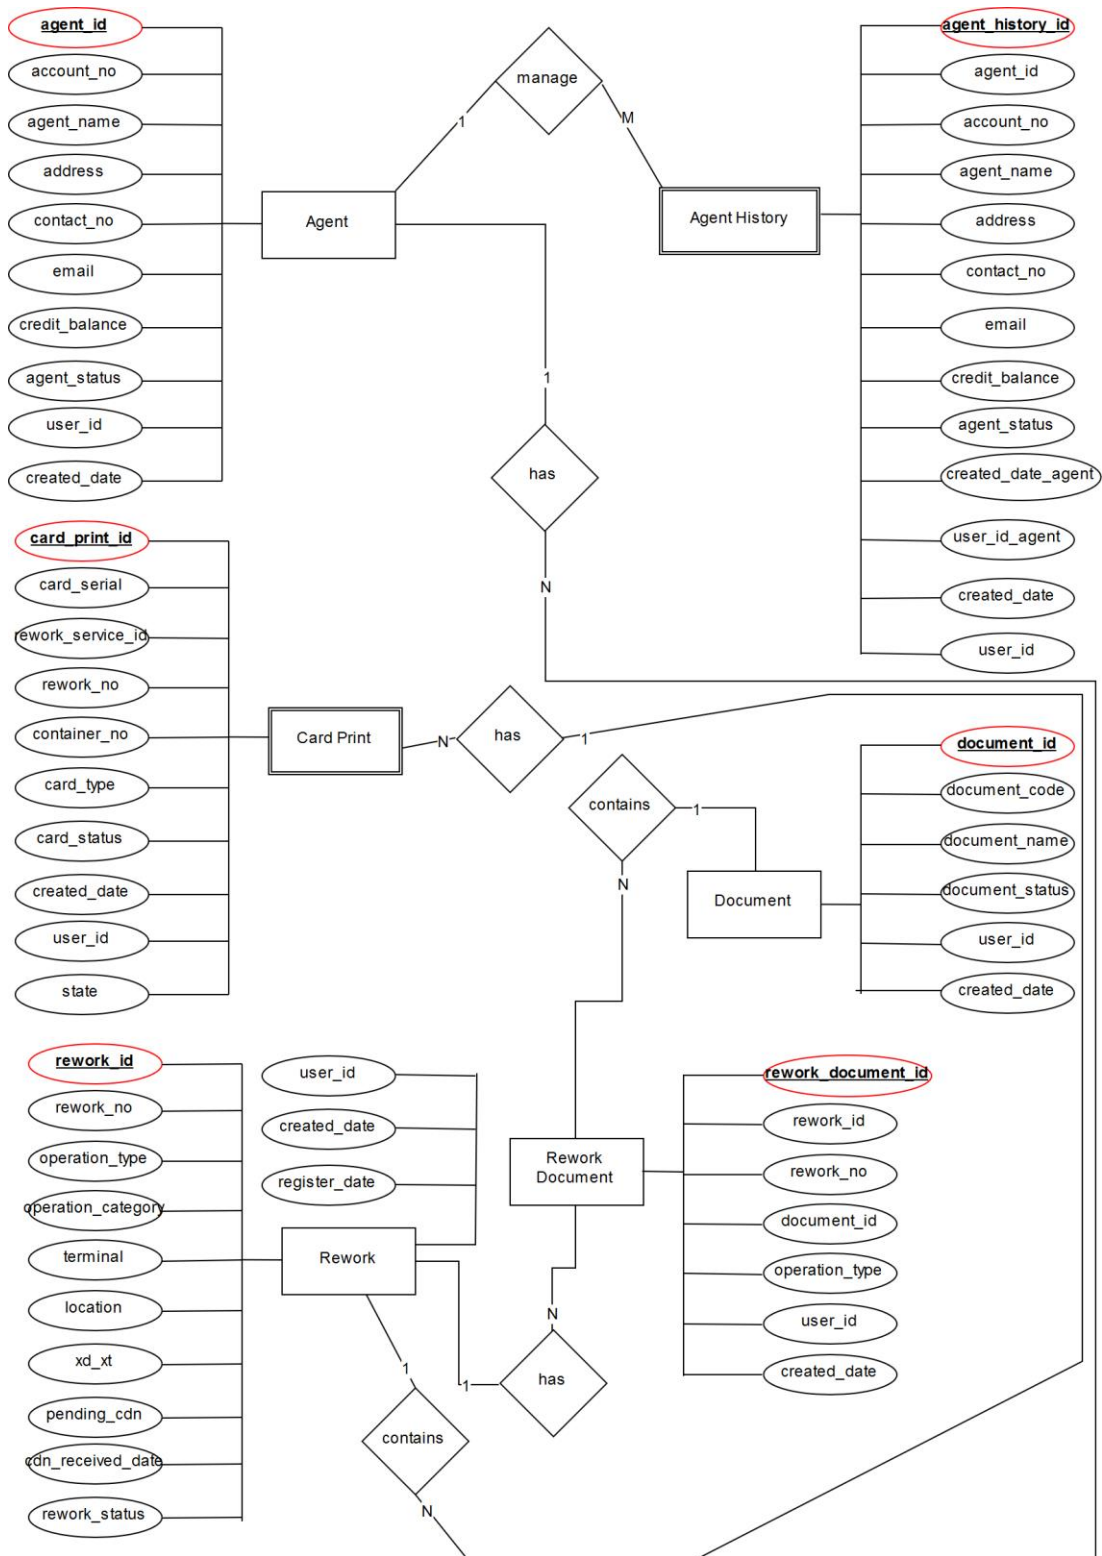 agent_id
account_no
agent_name
address
contact_no
email
credit_balance
agent_status
user_id
created_date
manage
1
M
Agent
Agent History
agent_history_id
agent_id
account_no
agent_name
address
contact_no
email
credit_balance
agent_status
created_date_agent
user_id_agent
created_date
user_id
1
has
N
card_print_id
card_serial
rework_service_id
rework_no
container_no
card_type
card_status
created_date
user_id
state
Card Print
N
has
1
contains
1
N
Document
document_id
document_code
document_name
document_status
user_id
created_date
rework_id
rework_no
operation_type
operation_category
terminal
location
xd_xt
pending_cdn
cdn_received_date
rework_status
user_id
created_date
register_date
Rework
Rework
Document
rework_document_id
rework_id
rework_no
document_id
operation_type
user_id
created_date
N
1
has
1
contains
N